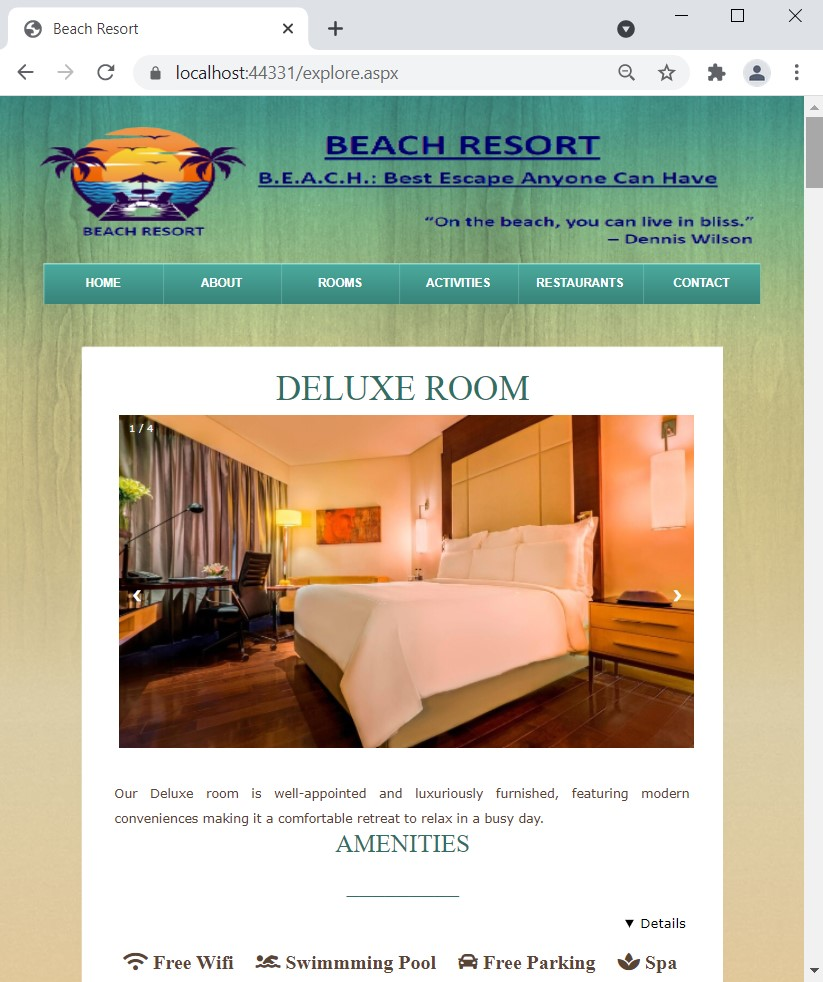 Beach Resort
localhost:44331/explore.aspx
BEACH RESORT
B.E.A.C.H.: Best Escape Anyone Can Have
BEACH RESORT
“On the beach, you can live in bliss.”
– Dennis Wilson
HOME ABOUT ROOMS ACTIVITIES RESTAURANTS CONTACT
DELUXE ROOM
1 / 4
Our Deluxe room is well-appointed and luxuriously furnished, featuring modern
conveniences making it a comfortable retreat to relax in a busy day.
AMENITIES
▼ Details
Free Wifi Swimmming Pool Free Parking Spa